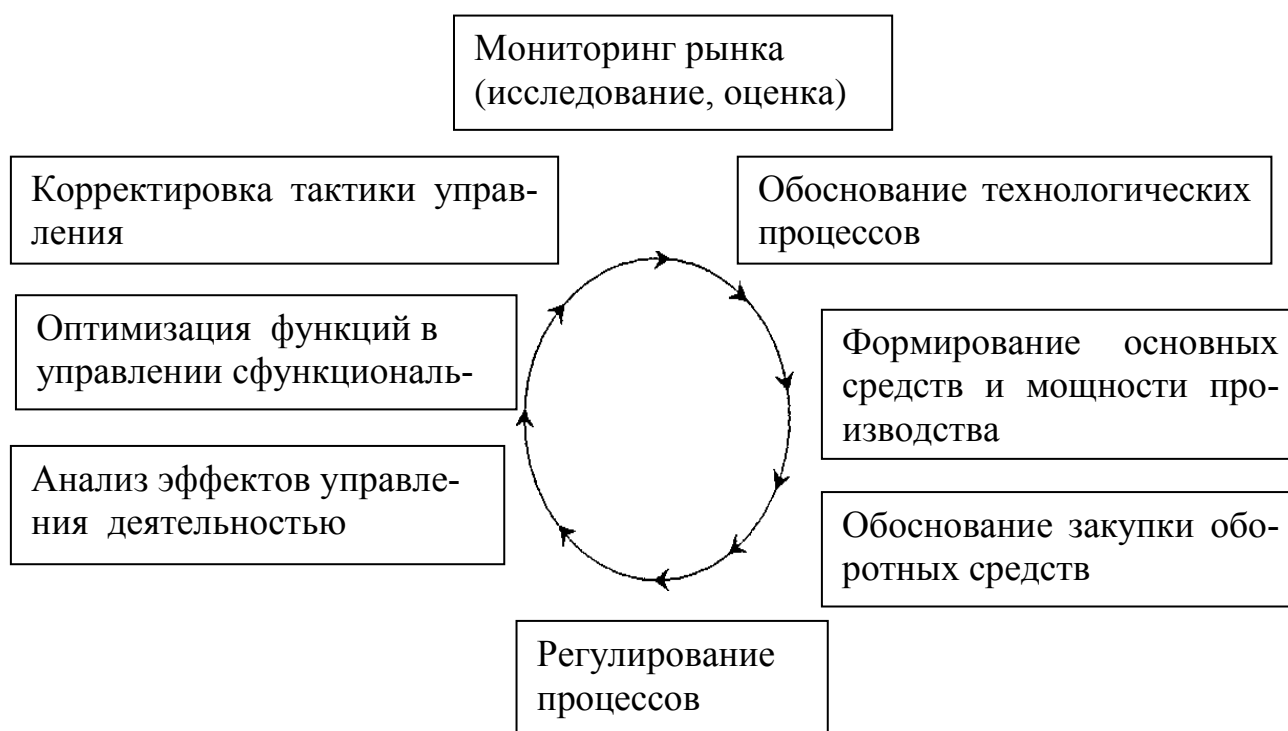 Мониторинг рынка
(исследование, оценка)
Корректировка тактики управ-
ления
Обоснование технологических
процессов
Оптимизация функций в
управлении сфункциональ-
Формирование основных
средств и мощности про-
изводства
Анализ эффектов управле-
ния деятельностью
Обоснование закупки обо-
ротных средств
Регулирование
процессов